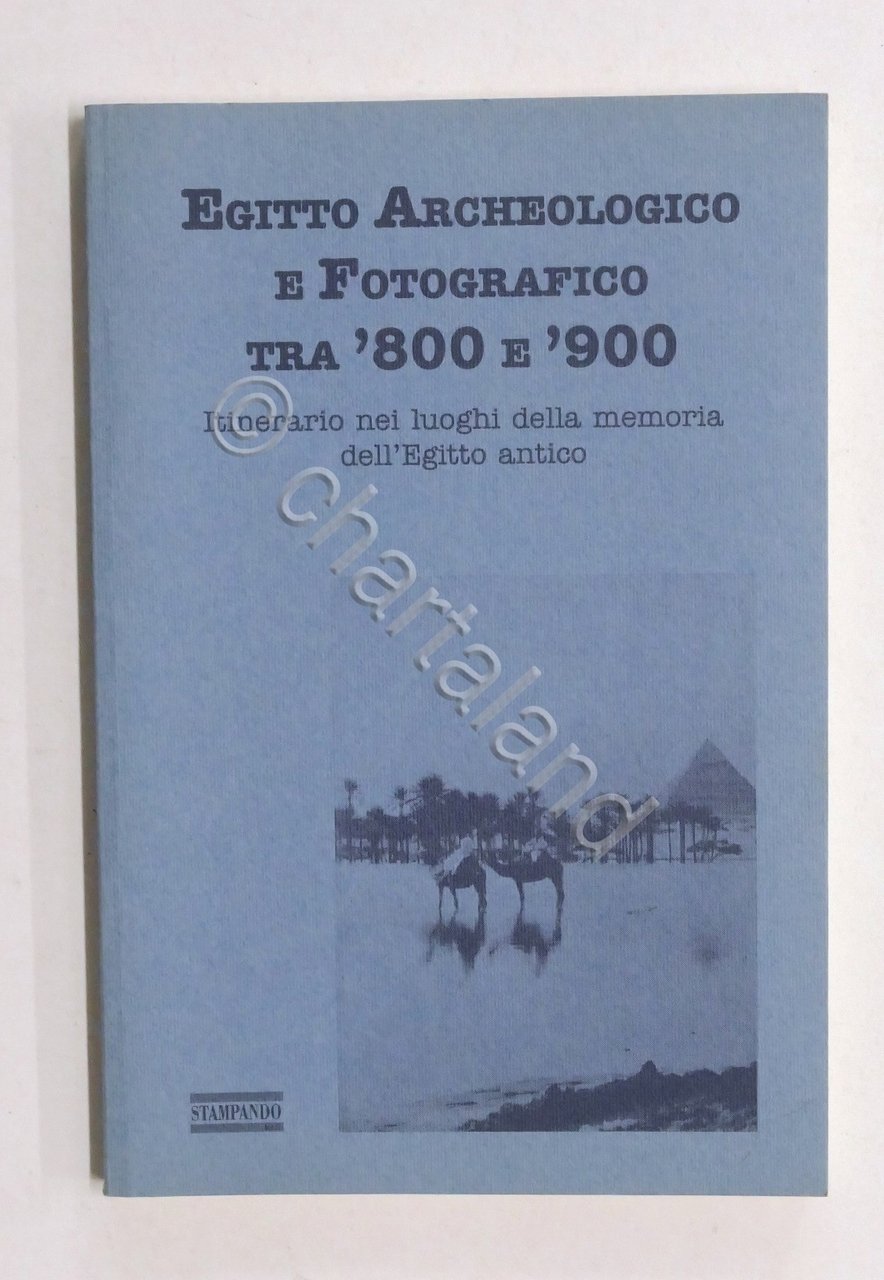 EGITTO ARCHEOLOGICO
E FOTOGRAFICO
TRA '800 E '900
Itinerario nei luoghi della memoria
dell'Egitto antico
© chartaland
STAMPANDO